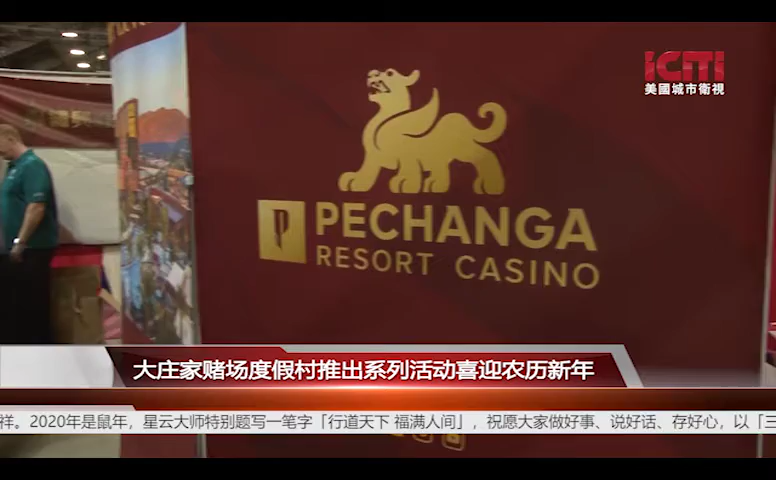 iCiTi
美國城市衛視
PECHANGA
RESORT CASINO
大庄家赌场度假村推出系列活动喜迎农历新年
祥。2020年是鼠年，星云大师特别题写一笔字「行道天下 福满人间」，祝愿大家做好事、说好话、存好心，以「三